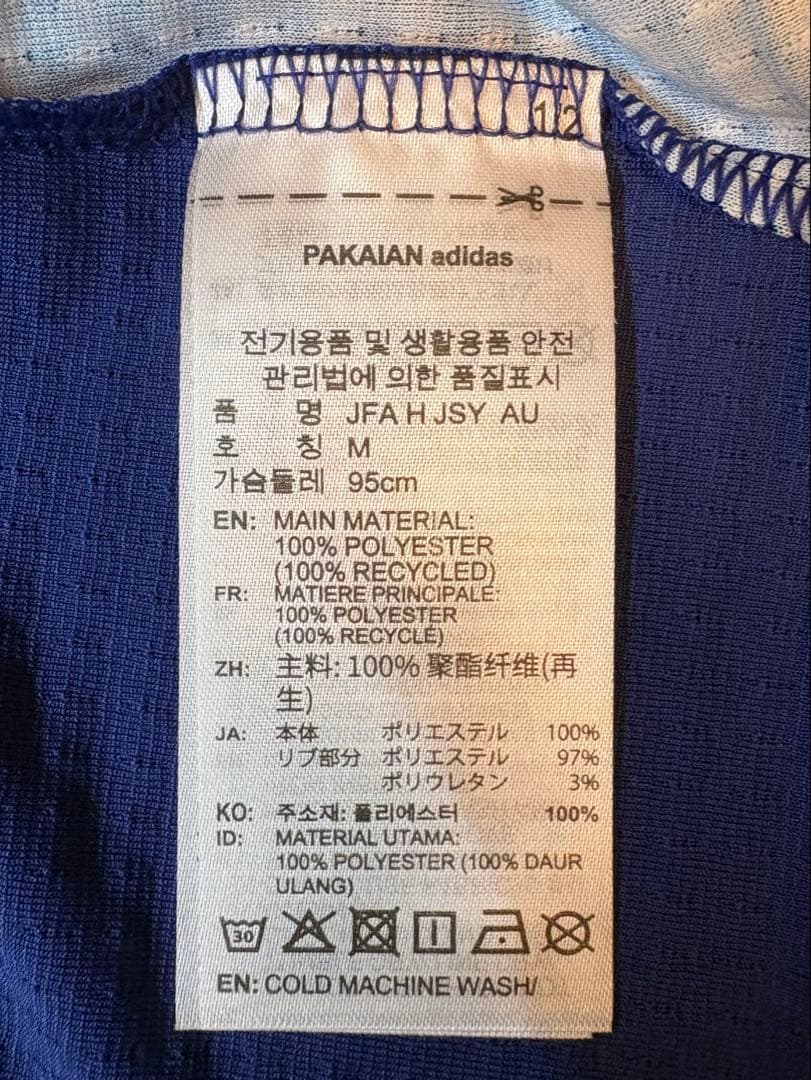 12
PAKAIAN adidas
전기용품 및 생활용품 안전
관리법에 의한 품질표시
품 명 JFA H JSY AU
호 칭 M
가슴둘레 95cm
EN: MAIN MATERIAL:
100% POLYESTER
(100% RECYCLED)
FR: MATIERE PRINCIPALE:
100% POLYESTER
(100% RECYCLÉ)
ZH: 主料: 100% 聚酯纤维(再
生)
JA: 本体 ポリエステル 100%
リブ部分 ポリエステル 97%
ポリウレタン 3%
KO: 주소재: 폴리에스터 100%
ID: MATERIAL UTAMA:
100% POLYESTER (100% DAUR
ULANG)
30
EN: COLD MACHINE WASH/